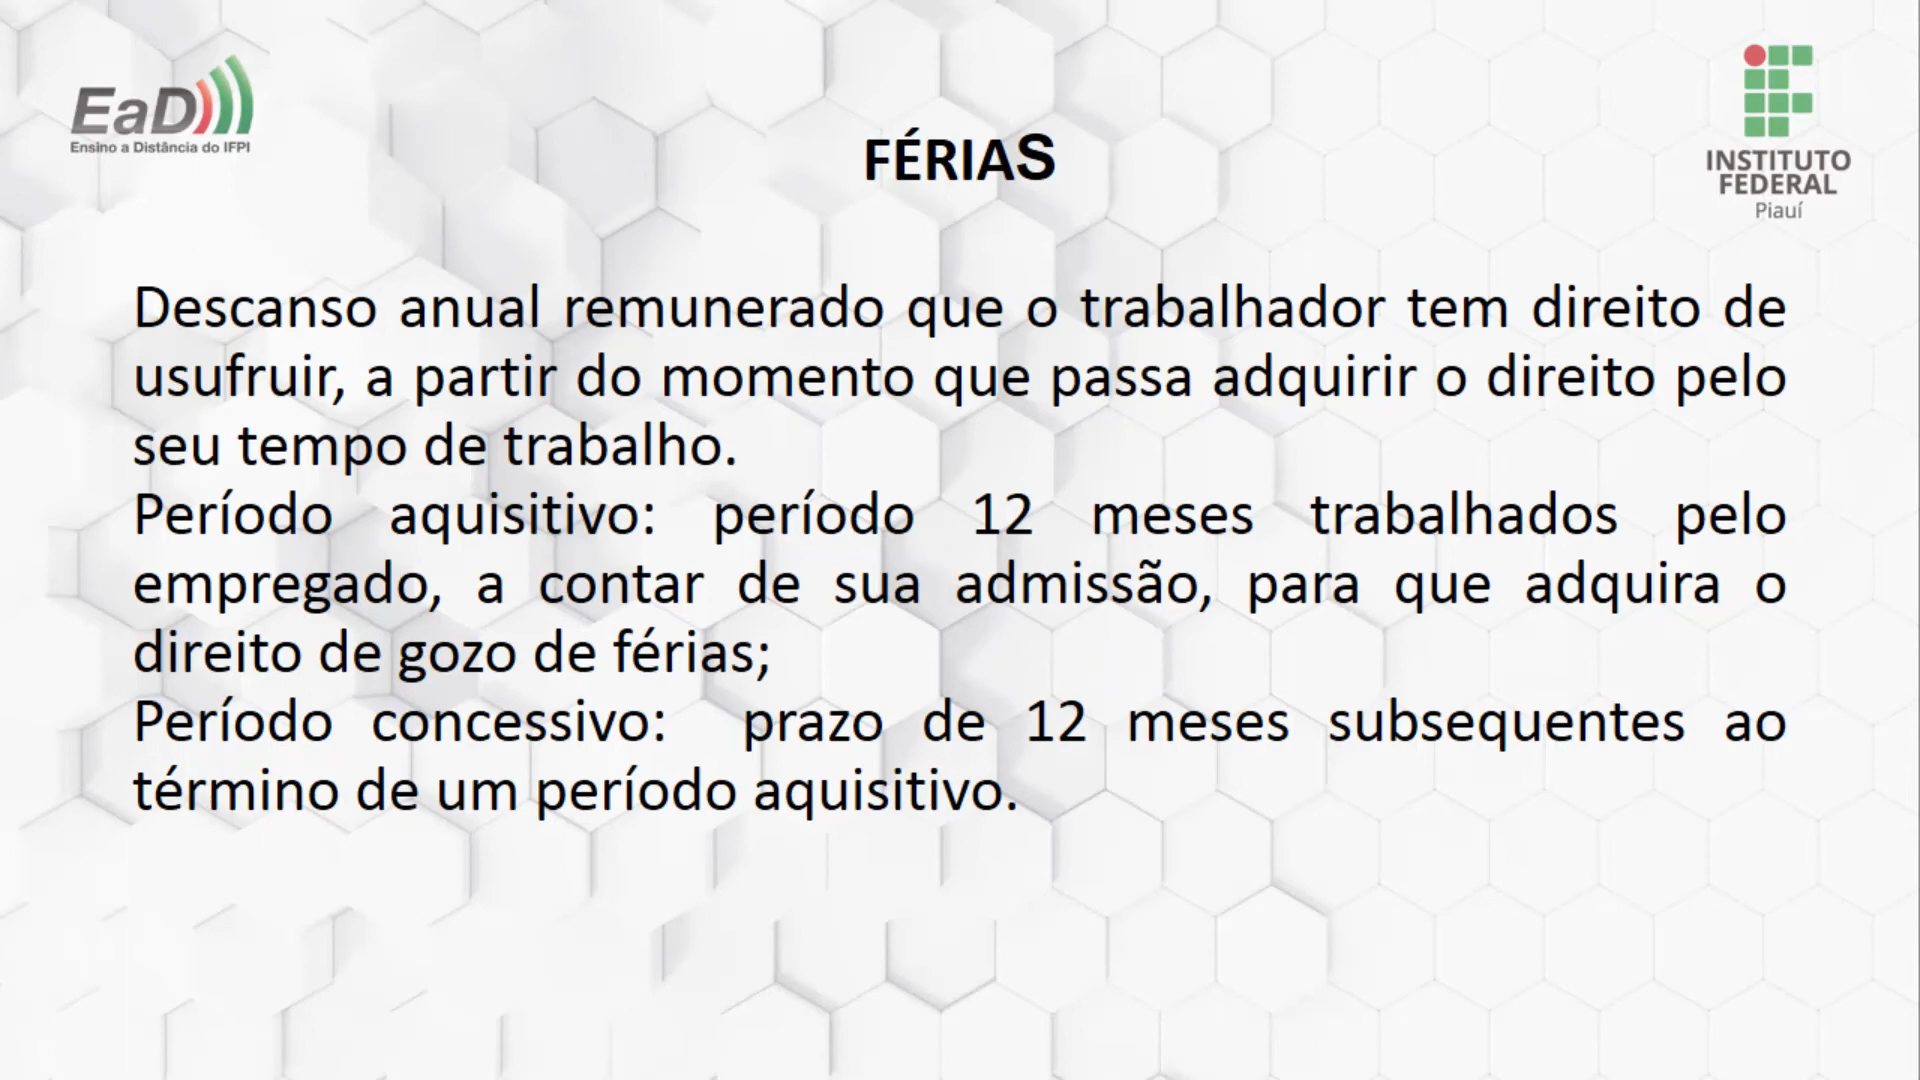 EaD
Ensino a Distância do IFPI
INSTITUTO
FEDERAL
Piauí
FÉRIAS
Descanso anual remunerado que o trabalhador tem direito de
usufruir, a partir do momento que passa adquirir o direito pelo
seu tempo de trabalho.
Período aquisitivo: período 12 meses trabalhados pelo
empregado, a contar de sua admissão, para que adquira o
direito de gozo de férias;
Período concessivo: prazo de 12 meses subsequentes ao
término de um período aquisitivo.